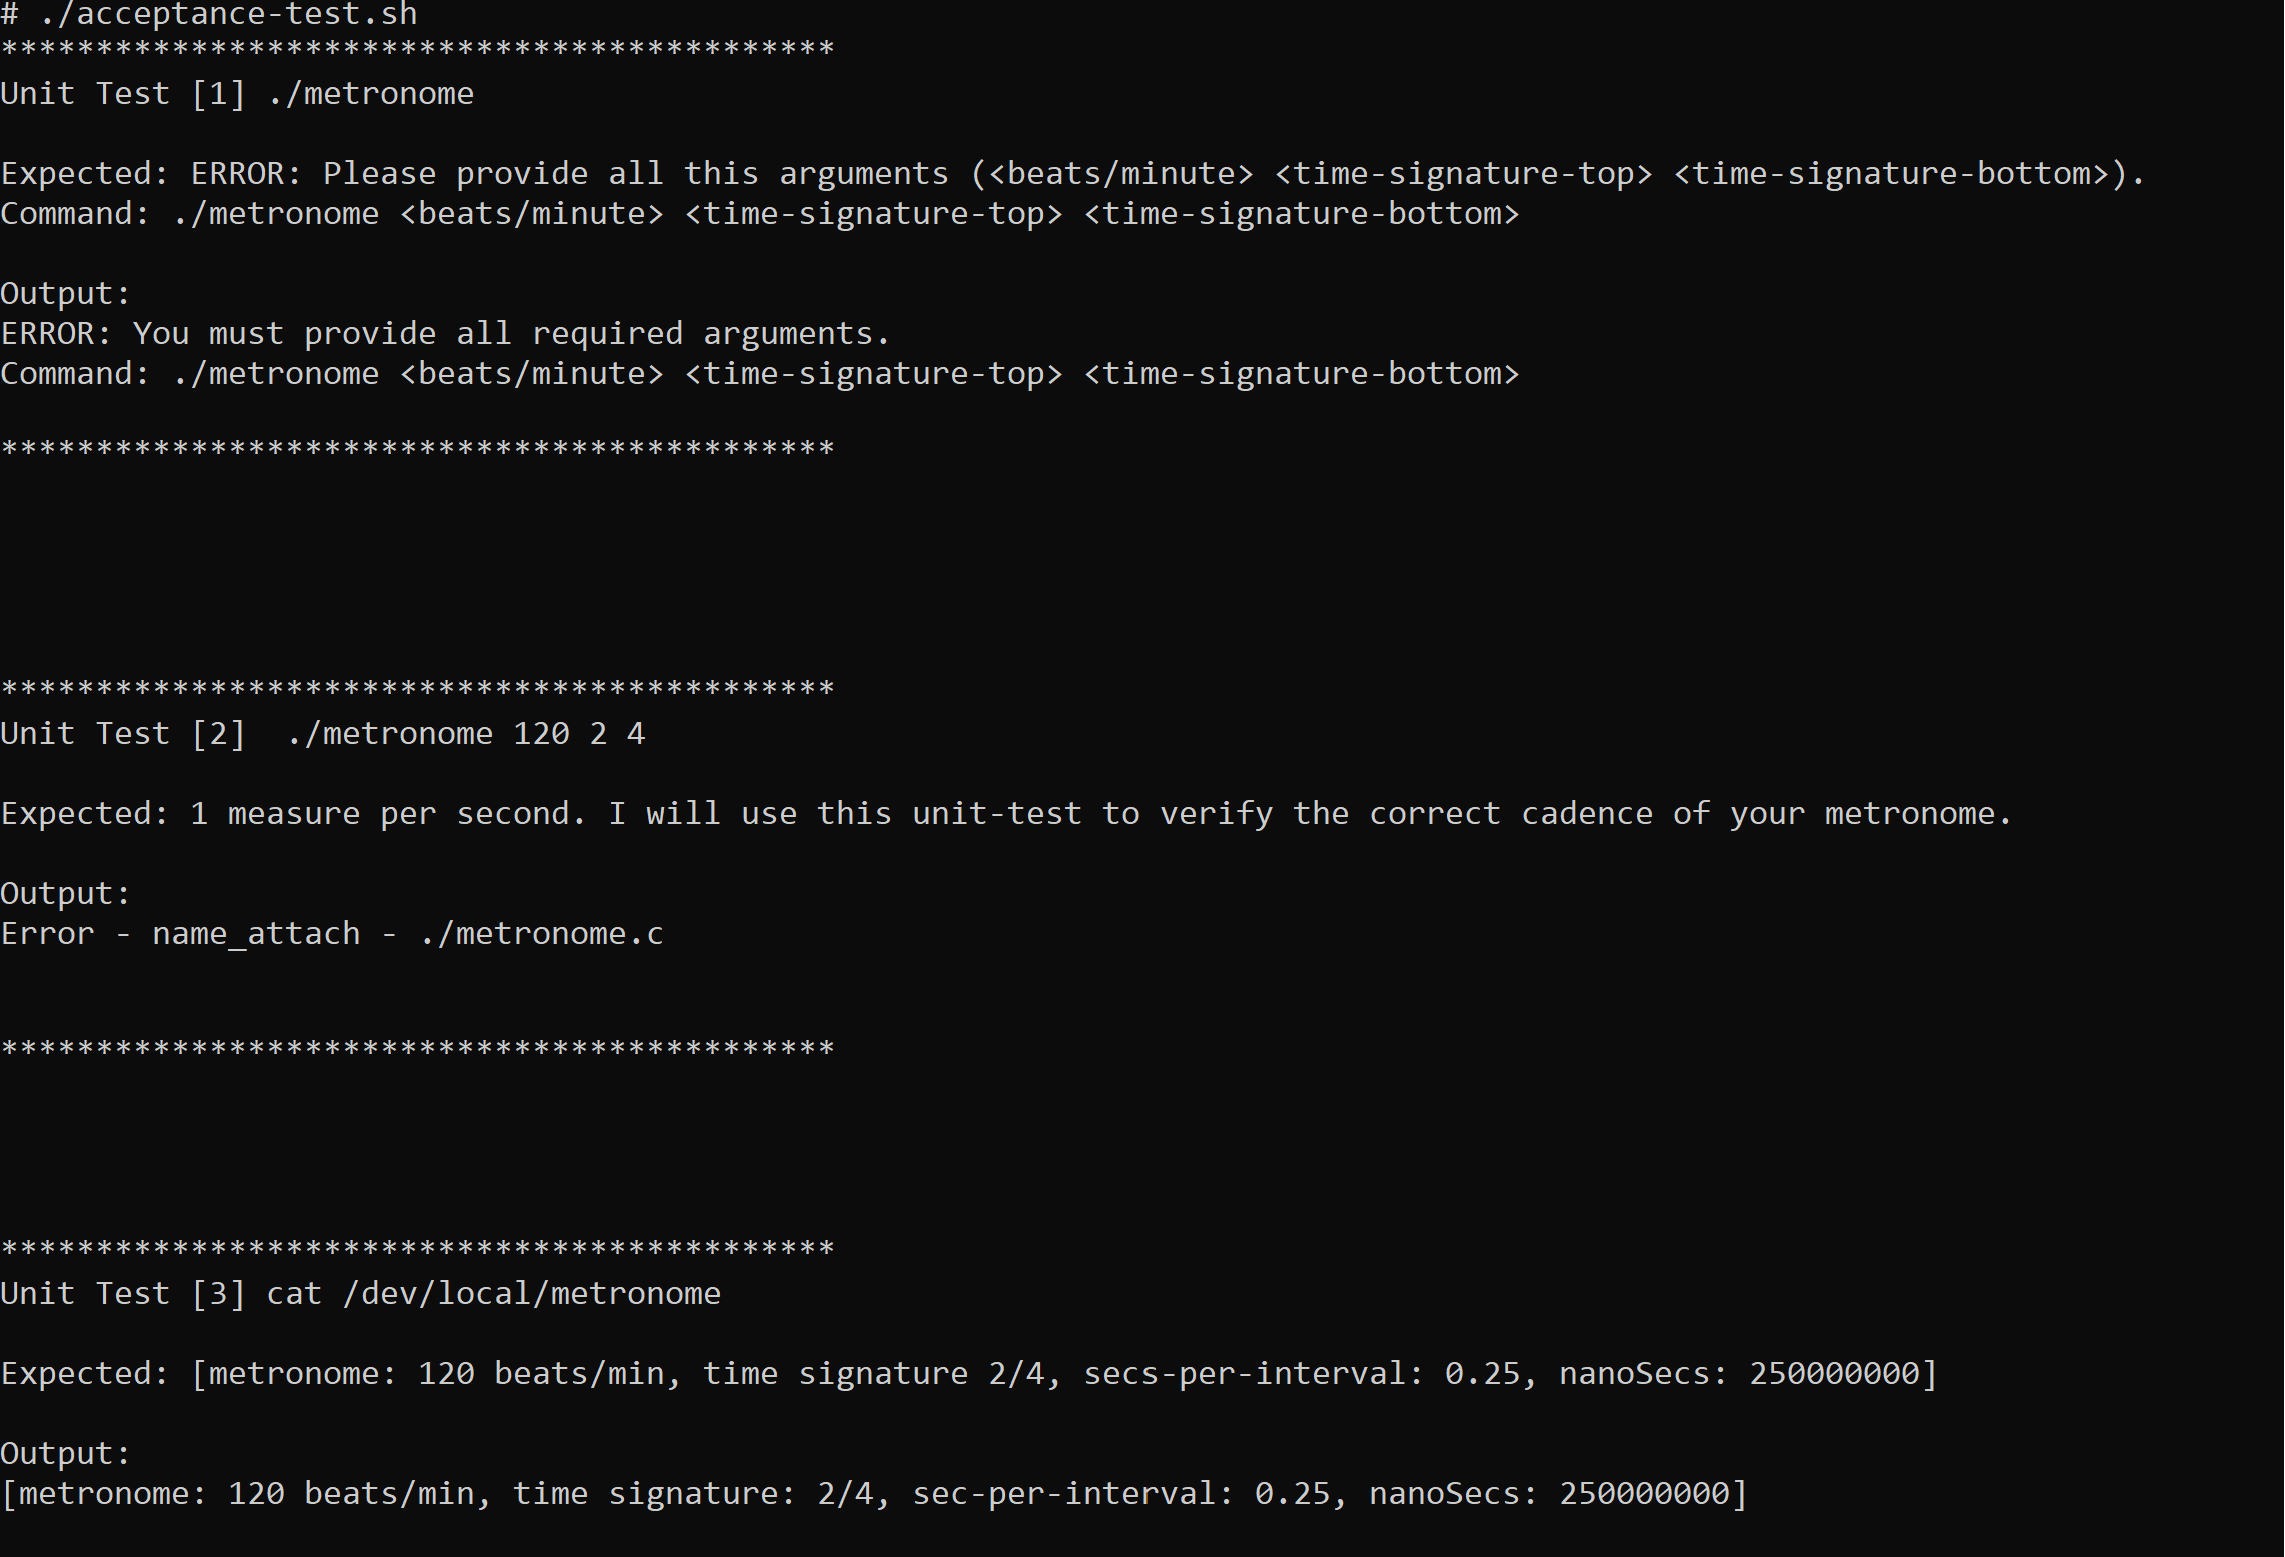 # ./acceptance-test.sh
********************************************
Unit Test [1] ./metronome
Expected: ERROR: Please provide all this arguments (<beats/minute> <time-signature-top> <time-signature-bottom>).
Command: ./metronome <beats/minute> <time-signature-top> <time-signature-bottom>
Output:
ERROR: You must provide all required arguments.
Command: ./metronome <beats/minute> <time-signature-top> <time-signature-bottom>
********************************************
********************************************
Unit Test [2]  ./metronome 120 2 4
Expected: 1 measure per second. I will use this unit-test to verify the correct cadence of your metronome.
Output:
Error - name_attach - ./metronome.c
********************************************
********************************************
Unit Test [3] cat /dev/local/metronome
Expected: [metronome: 120 beats/min, time signature 2/4, secs-per-interval: 0.25, nanoSecs: 250000000]
Output:
[metronome: 120 beats/min, time signature: 2/4, sec-per-interval: 0.25, nanoSecs: 250000000]